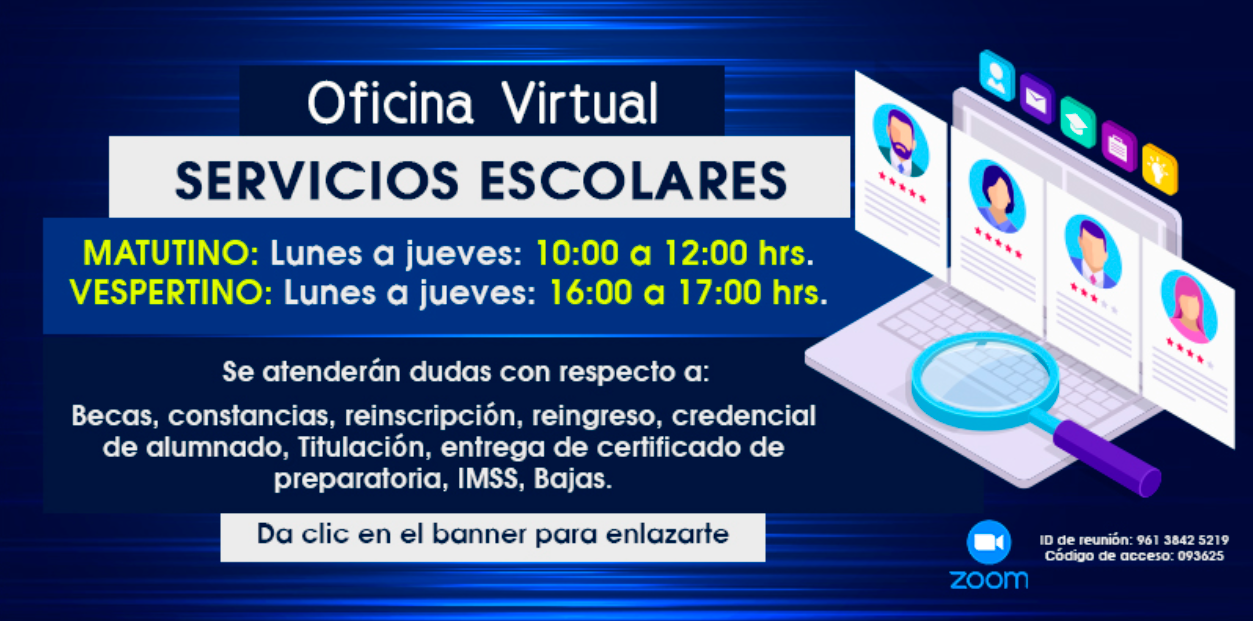 Oficina Virtual
SERVICIOS ESCOLARES
MATUTINO: Lunes a jueves: 10:00 a 12:00 hrs.
VESPERTINO: Lunes a jueves: 16:00 a 17:00 hrs.
Se atenderán dudas con respecto a:
Becas, constancias, reinscripción, reingreso, credencial
de alumnado, Titulación, entrega de certificado de
preparatoria, IMSS, Bajas.
Da clic en el banner para enlazarte
zoom
ID de reunión: 961 3842 5219
Código de acceso: 093625